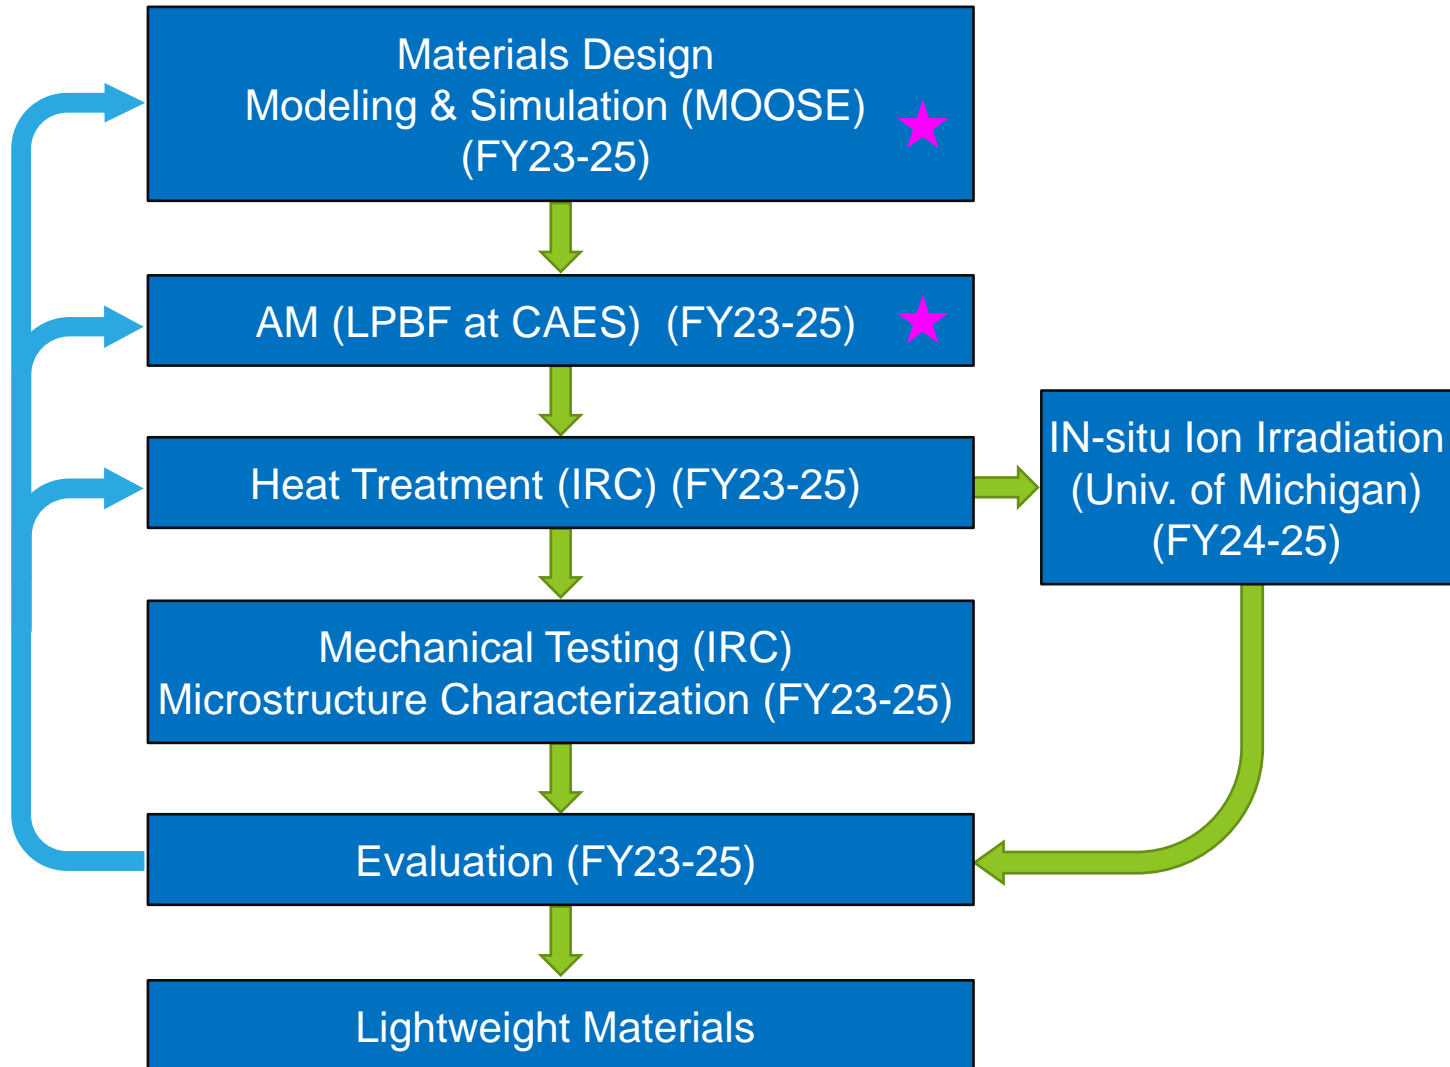 Materials Design
Modeling & Simulation (MOOSE)
(FY23-25)
AM (LPBF at CAES)  (FY23-25)
Heat Treatment (IRC) (FY23-25)
IN-situ Ion Irradiation
(Univ. of Michigan)
(FY24-25)
Mechanical Testing (IRC)
Microstructure Characterization (FY23-25)
Evaluation (FY23-25)
Lightweight Materials